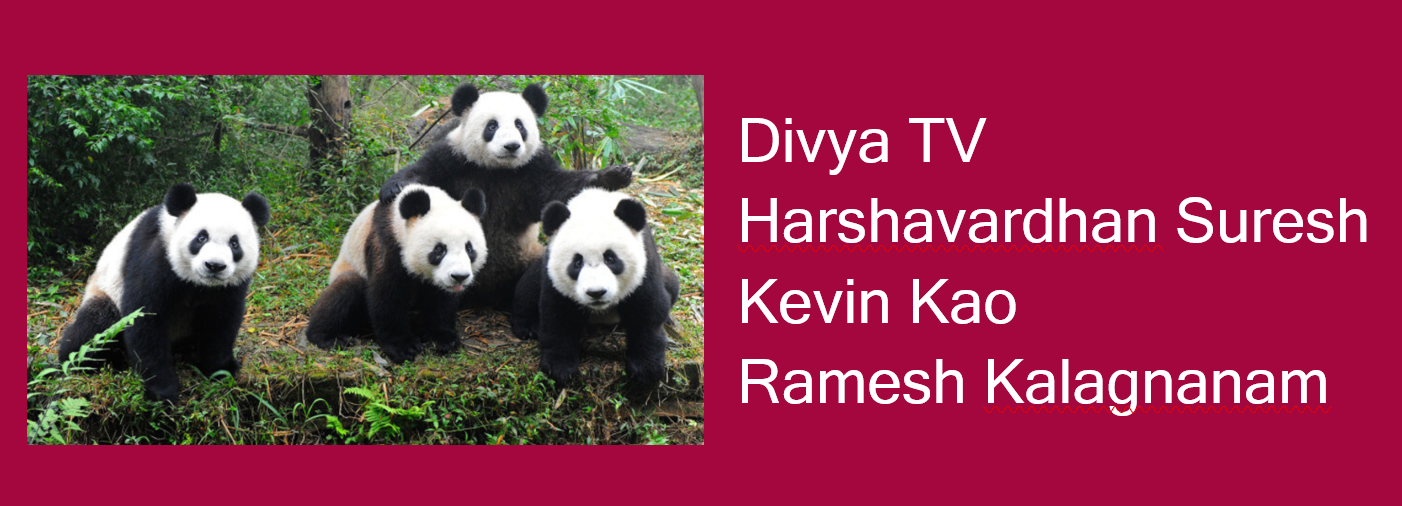 Divya TV
Harshavardhan Suresh
Kevin Kao
Ramesh Kalagnanam